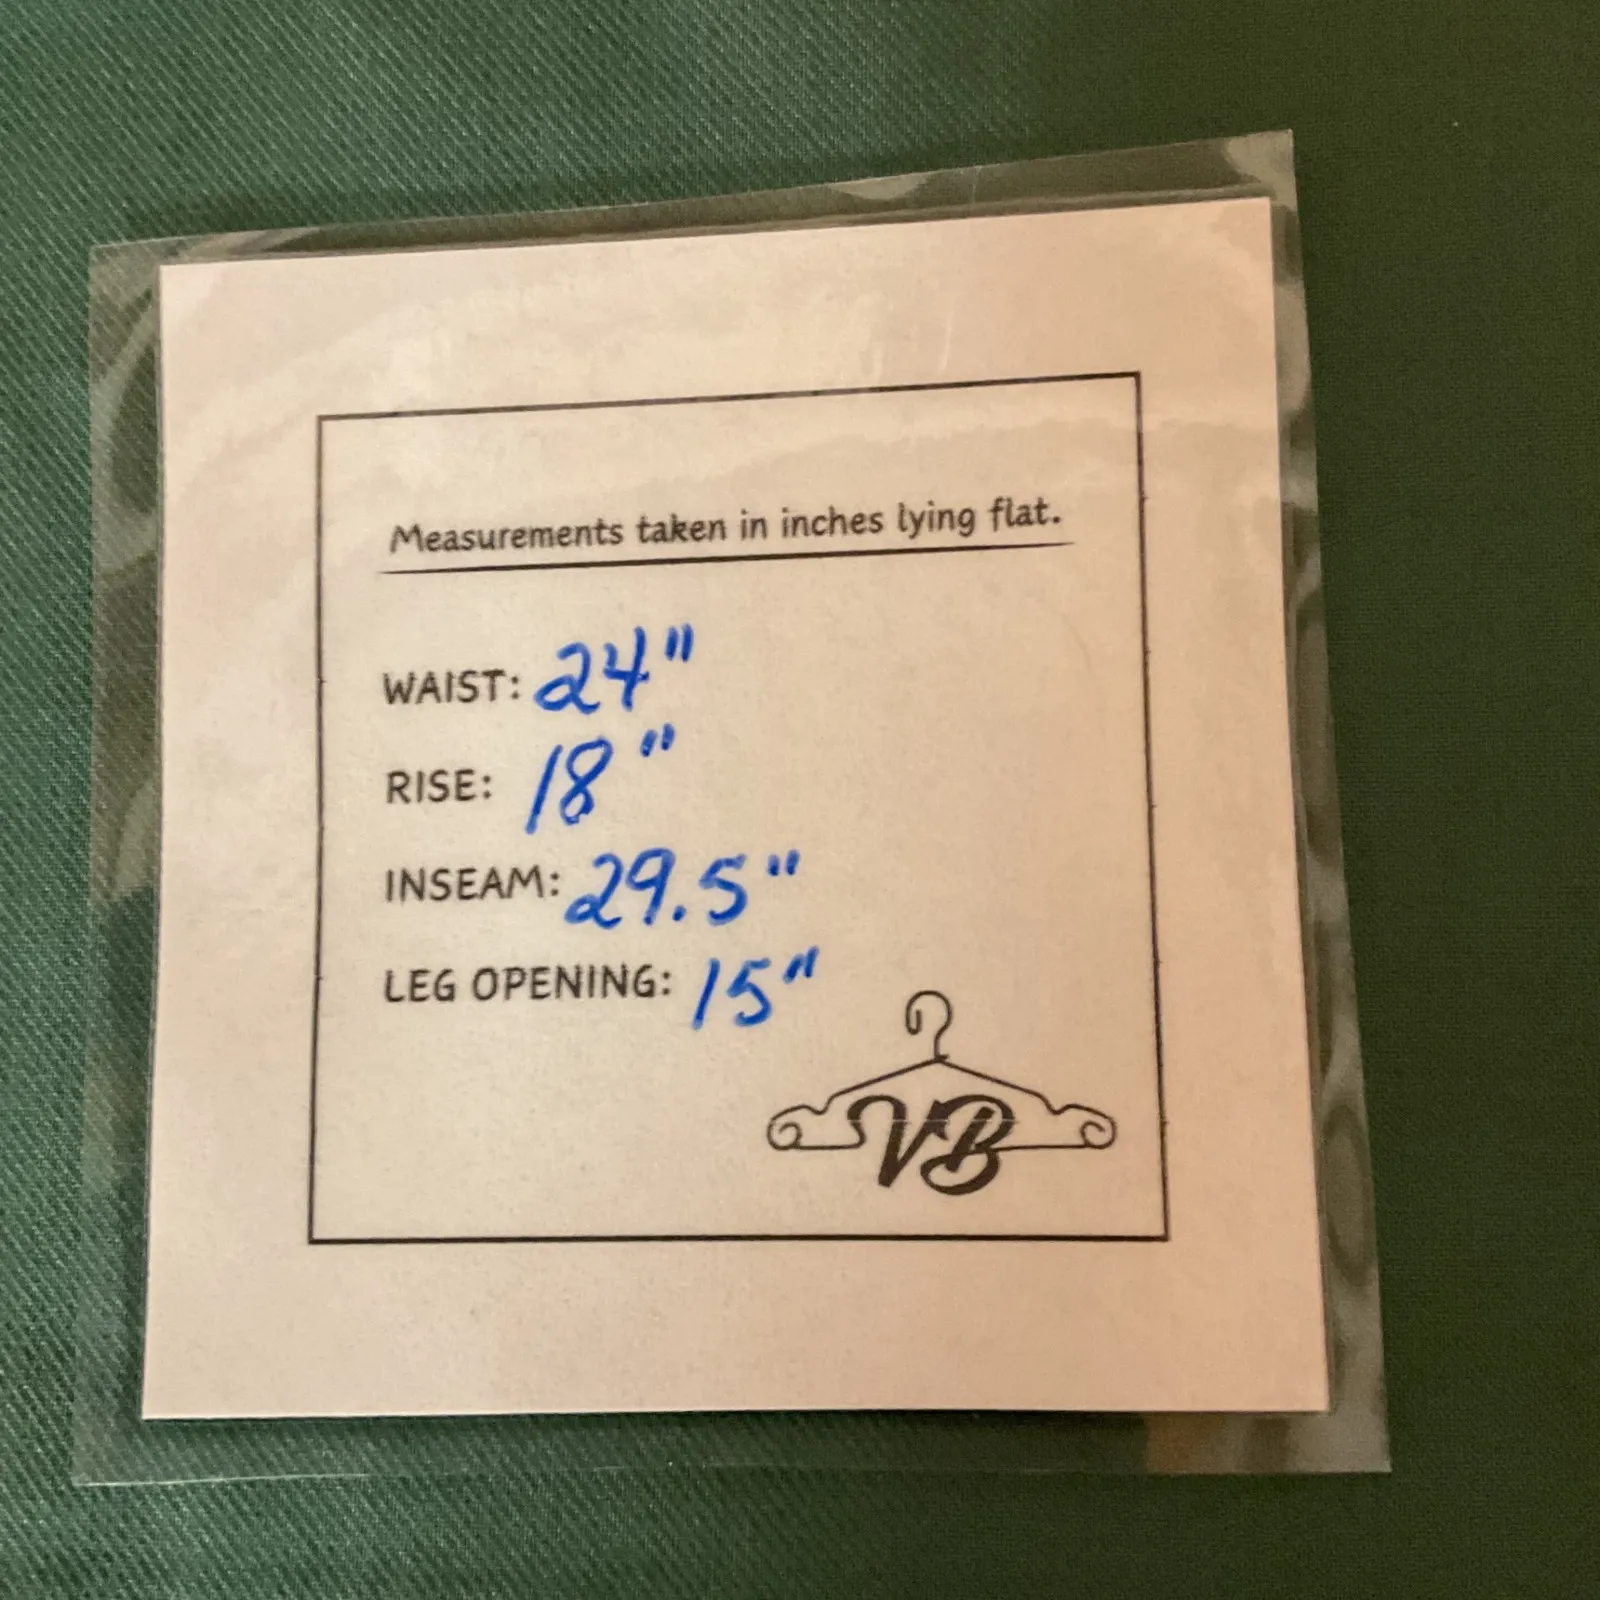 Measurements taken in inches lying flat.
WAIST: 24"
RISE: 18"
INSEAM: 29.5"
LEG OPENING: 15"
VB